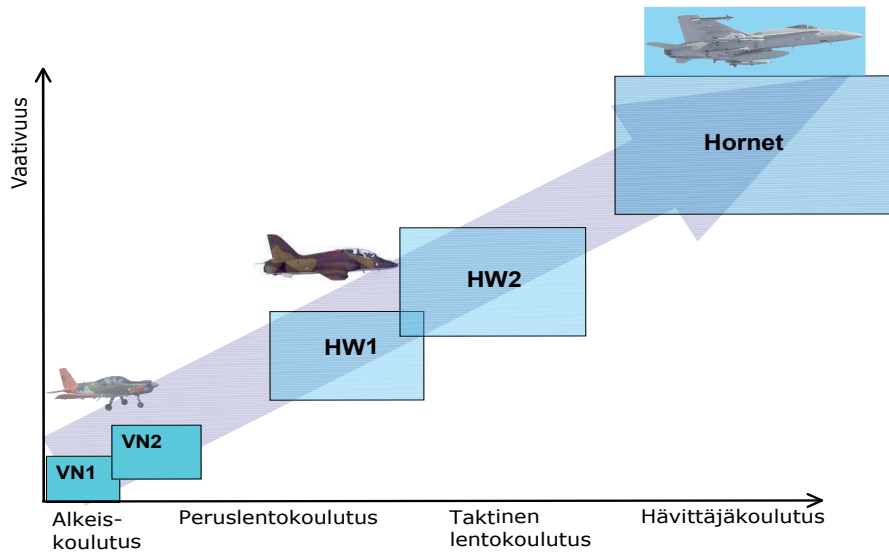 Vaativuus
Hornet
HW2
HW1
VN2
VN1
Alkeis-
koulutus
Peruslentokoulutus
Taktinen
lentokoulutus
Hävittäjäkoulutus